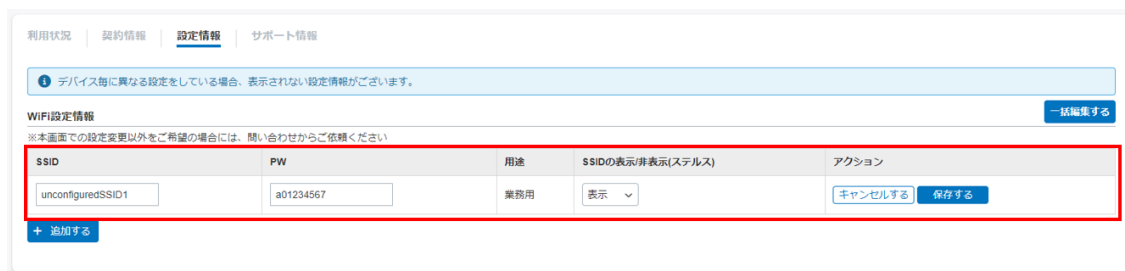 利用状況 契約情報 設定情報 サポート情報
デバイス毎に異なる設定をしている場合、表示されない設定情報がございます。
WiFi設定情報 一括編集する
※本画面での設定変更以外をご希望の場合には、問い合わせからご依頼ください
SSID PW 用途 SSIDの表示/非表示(ステルス) アクション
unconfiguredSSID1 a01234567 業務用 表示 キャンセルする 保存する
+ 追加する